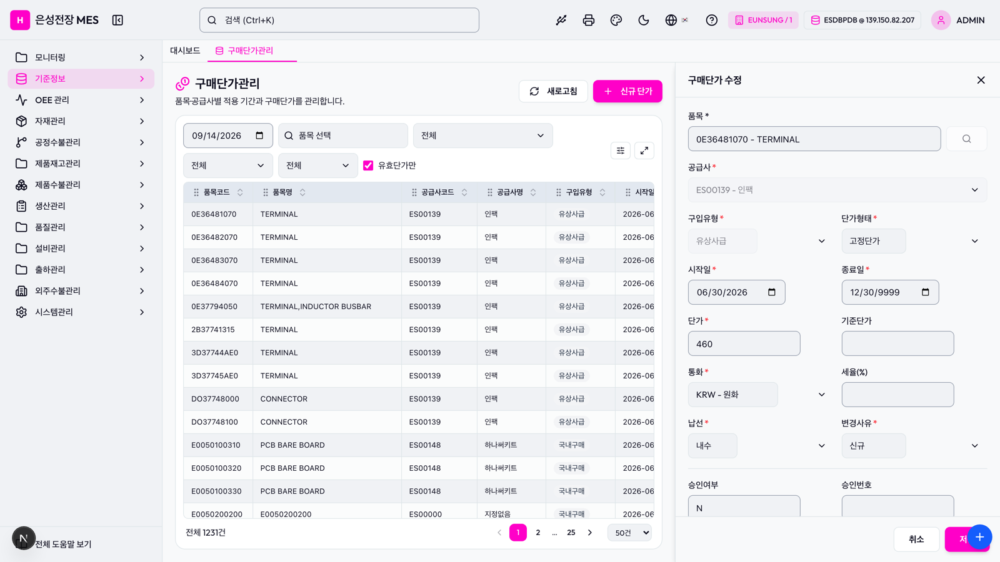 H 은성전장 MES
검색 (Ctrl+K)
EUNSUNG / 1
ESDBPDB @ 139.150.82.207
ADMIN
모니터링
기준정보
OEE 관리
자재관리
공정수불관리
제품재고관리
제품수불관리
생산관리
품질관리
설비관리
출하관리
외주수불관리
시스템관리
N
전체 도움말 보기
대시보드
구매단가관리
구매단가관리
품목·공급사별 적용 기간과 구매단가를 관리합니다.
새로고침
신규 단가
09/14/2026
품목 선택
전체
전체
전체
유효단가만
품목코드 품목명 공급사코드 공급사명 구입유형 시작일
0E36481070 TERMINAL ES00139 인팩 유상사급 2026-06
0E36482070 TERMINAL ES00139 인팩 유상사급 2026-06
0E36483070 TERMINAL ES00139 인팩 유상사급 2026-06
0E36484070 TERMINAL ES00139 인팩 유상사급 2026-06
0E37794050 TERMINAL,INDUCTOR BUSBAR ES00139 인팩 유상사급 2026-06
2B37741315 TERMINAL ES00139 인팩 유상사급 2026-06
3D37744AE0 TERMINAL ES00139 인팩 유상사급 2026-06
3D37745AE0 TERMINAL ES00139 인팩 유상사급 2026-06
DO37748000 CONNECTOR ES00139 인팩 유상사급 2026-06
DO37748100 CONNECTOR ES00139 인팩 유상사급 2026-06
E0050100310 PCB BARE BOARD ES00148 하나써키트 국내구매 2026-06
E0050100320 PCB BARE BOARD ES00148 하나써키트 국내구매 2026-06
E0050100330 PCB BARE BOARD ES00148 하나써키트 국내구매 2026-06
E0050200200 E0050200200 ES00000 지정없음 국내구매 2026-06
전체 1231건
1 2 ... 25
50건
구매단가 수정
품목 *
0E36481070 - TERMINAL
공급사 *
ES00139 - 인팩
구입유형 * 단가형태 *
유상사급 고정단가
시작일 * 종료일 *
06/30/2026 12/30/9999
단가 * 기준단가
460
통화 * 세율(%)
KRW - 원화
납선 * 변경사유 *
내수 신규
승인여부 승인번호
N
취소
저